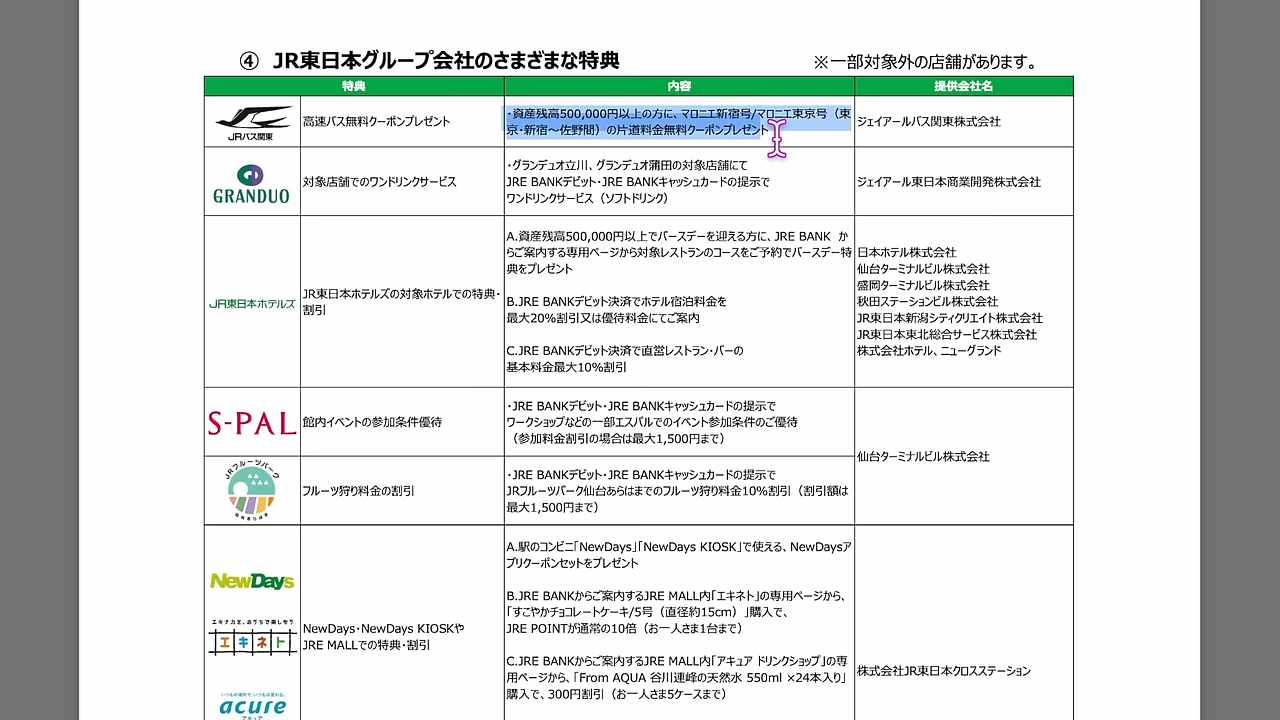 ④ JR東日本グループ会社のさまざまな特典
※一部対象外の店舗があります。
特典
内容
提供会社名
JRバス関東
高速バス無料クーポンプレゼント
・資産残高500,000円以上の方に、マロニエ新宿号/マロニエ東京号（東
京・新宿～佐野間）の片道料金無料クーポンプレゼント
ジェイアールバス関東株式会社
GRANDUO
対象店舗でのワンドリンクサービス
・グランデュオ立川、グランデュオ蒲田の対象店舗にて
JRE BANKデビット・JRE BANKキャッシュカードの提示で
ワンドリンクサービス（ソフトドリンク）
ジェイアール東日本商業開発株式会社
JR東日本ホテルズ
JR東日本ホテルズの対象ホテルでの特典・
割引
A.資産残高500,000円以上でバースデーを迎える方に、JRE BANK か
らご案内する専用ページから対象レストランのコースをご予約でバースデー特
典をプレゼント
B.JRE BANKデビット決済でホテル宿泊料金を
最大20%割引又は優待料金にてご案内
C.JRE BANKデビット決済で直営レストラン・バーの
基本料金最大10%割引
日本ホテル株式会社
仙台ターミナルビル株式会社
盛岡ターミナルビル株式会社
秋田ステーションビル株式会社
JR東日本新潟シティクリエイト株式会社
JR東日本東北総合サービス株式会社
株式会社ホテル、ニューグランド
S-PAL
館内イベントの参加条件優待
・JRE BANKデビット・JRE BANKキャッシュカードの提示で
ワークショップなどの一部エスパルでのイベント参加条件のご優待
（参加料金割引の場合は最大1,500円まで）
仙台ターミナルビル株式会社
JRフルーツパーク
仙台あらはま
フルーツ狩り料金の割引
・JRE BANKデビット・JRE BANKキャッシュカードの提示で
JRフルーツパーク仙台あらはまでのフルーツ狩り料金10%割引（割引額は
最大1,500円まで）
NewDays
エキナカを、おうちで楽しもう
エキネト
いつもの場所で、いつもは変わる。
acure
アキュア
NewDays・NewDays KIOSKや
JRE MALLでの特典・割引
A.駅のコンビニ「NewDays」「NewDays KIOSK」で使える、NewDaysア
プリクーポンセットをプレゼント
B.JRE BANKからご案内するJRE MALL内「エキネト」の専用ページから、
「すこやかチョコレートケーキ/5号（直径約15cm）」購入で、
JRE POINTが通常の10倍（お一人さま1台まで）
C.JRE BANKからご案内するJRE MALL内「アキュア ドリンクショップ」の専
用ページから、「From AQUA 谷川連峰の天然水 550ml ×24本入り」
購入で、300円割引（お一人さま5ケースまで）
株式会社JR東日本クロスステーション